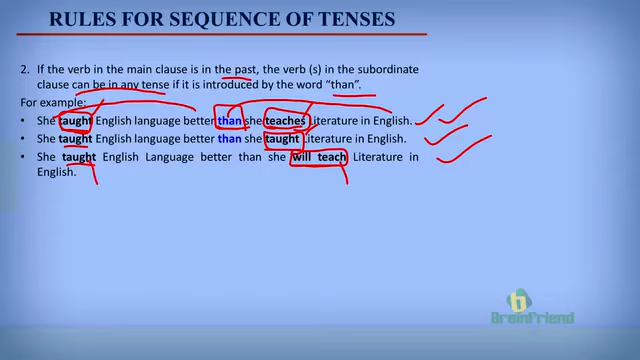 RULES FOR SEQUENCE OF TENSES
2. If the verb in the main clause is in the past, the verb (s) in the subordinate
clause can be in any tense if it is introduced by the word “than”.
For example:
• She taught English language better than she teaches Literature in English.
• She taught English language better than she taught Literature in English.
• She taught English Language better than she will teach Literature in
English.
b
BrainFriend